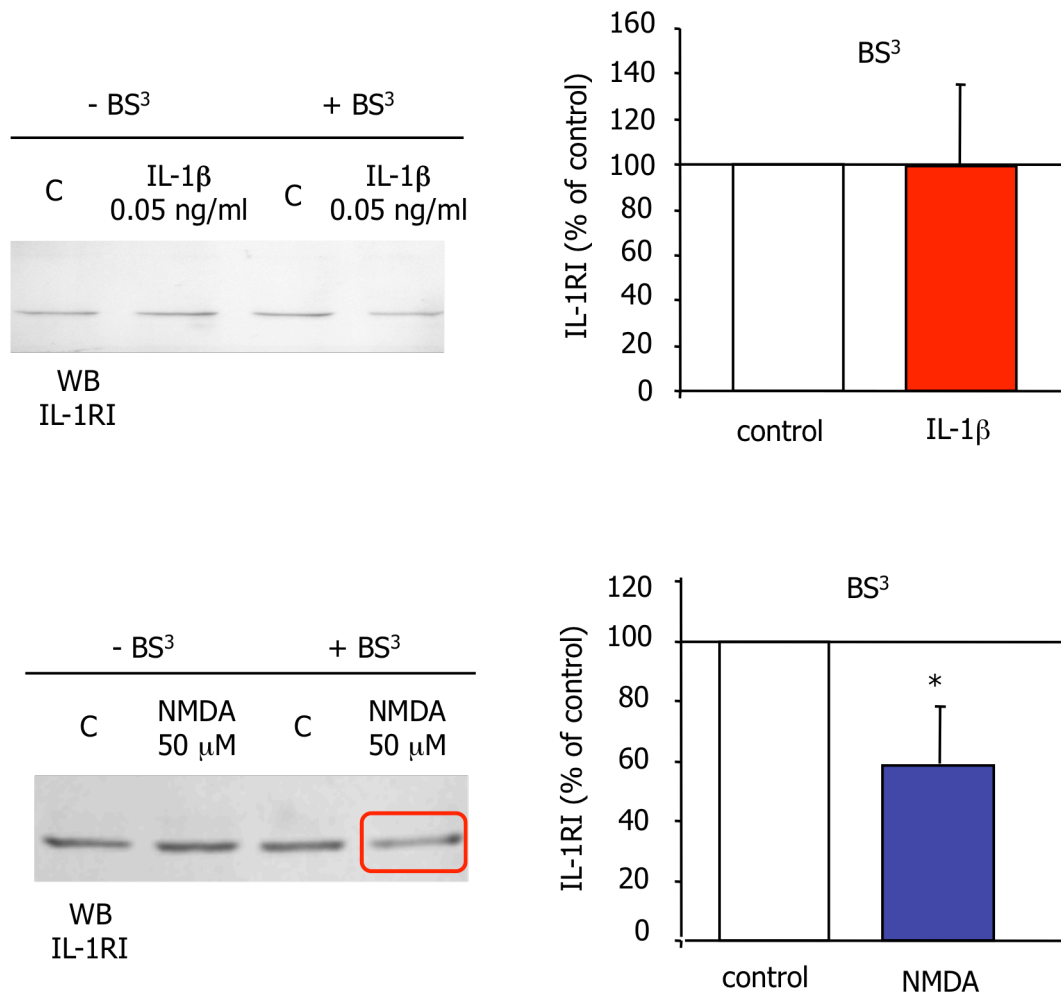 - BS³ + BS³
C IL-1β 0.05 ng/ml C IL-1β 0.05 ng/ml
WB
IL-1RI
BS³
IL-1RI (% of control)
160
140
120
100
80
60
40
20
0
control IL-1β
- BS³ + BS³
C NMDA 50 µM C NMDA 50 µM
WB
IL-1RI
BS³
IL-1RI (% of control)
120
100
80
60
40
20
0
*
control NMDA